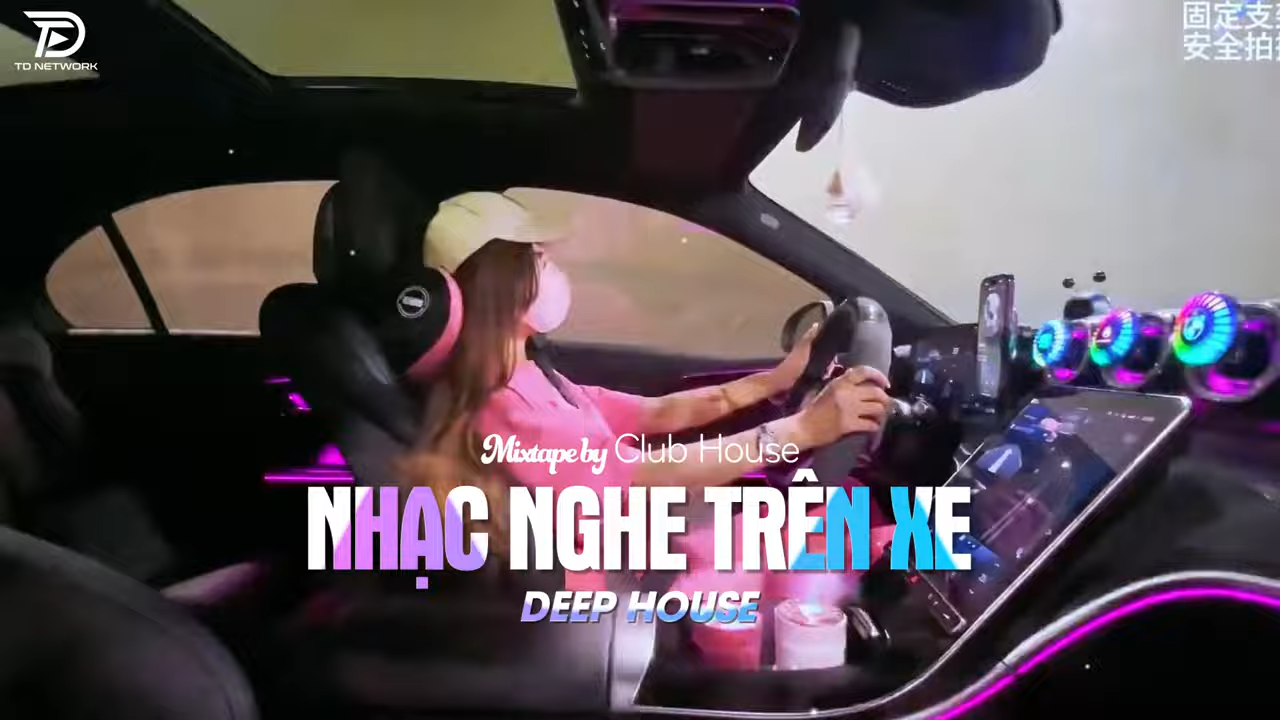 TD NETWORK
固定支
安全拍
Mixtape by Club House
NHẠC NGHE TRÊN XE
DEEP HOUSE